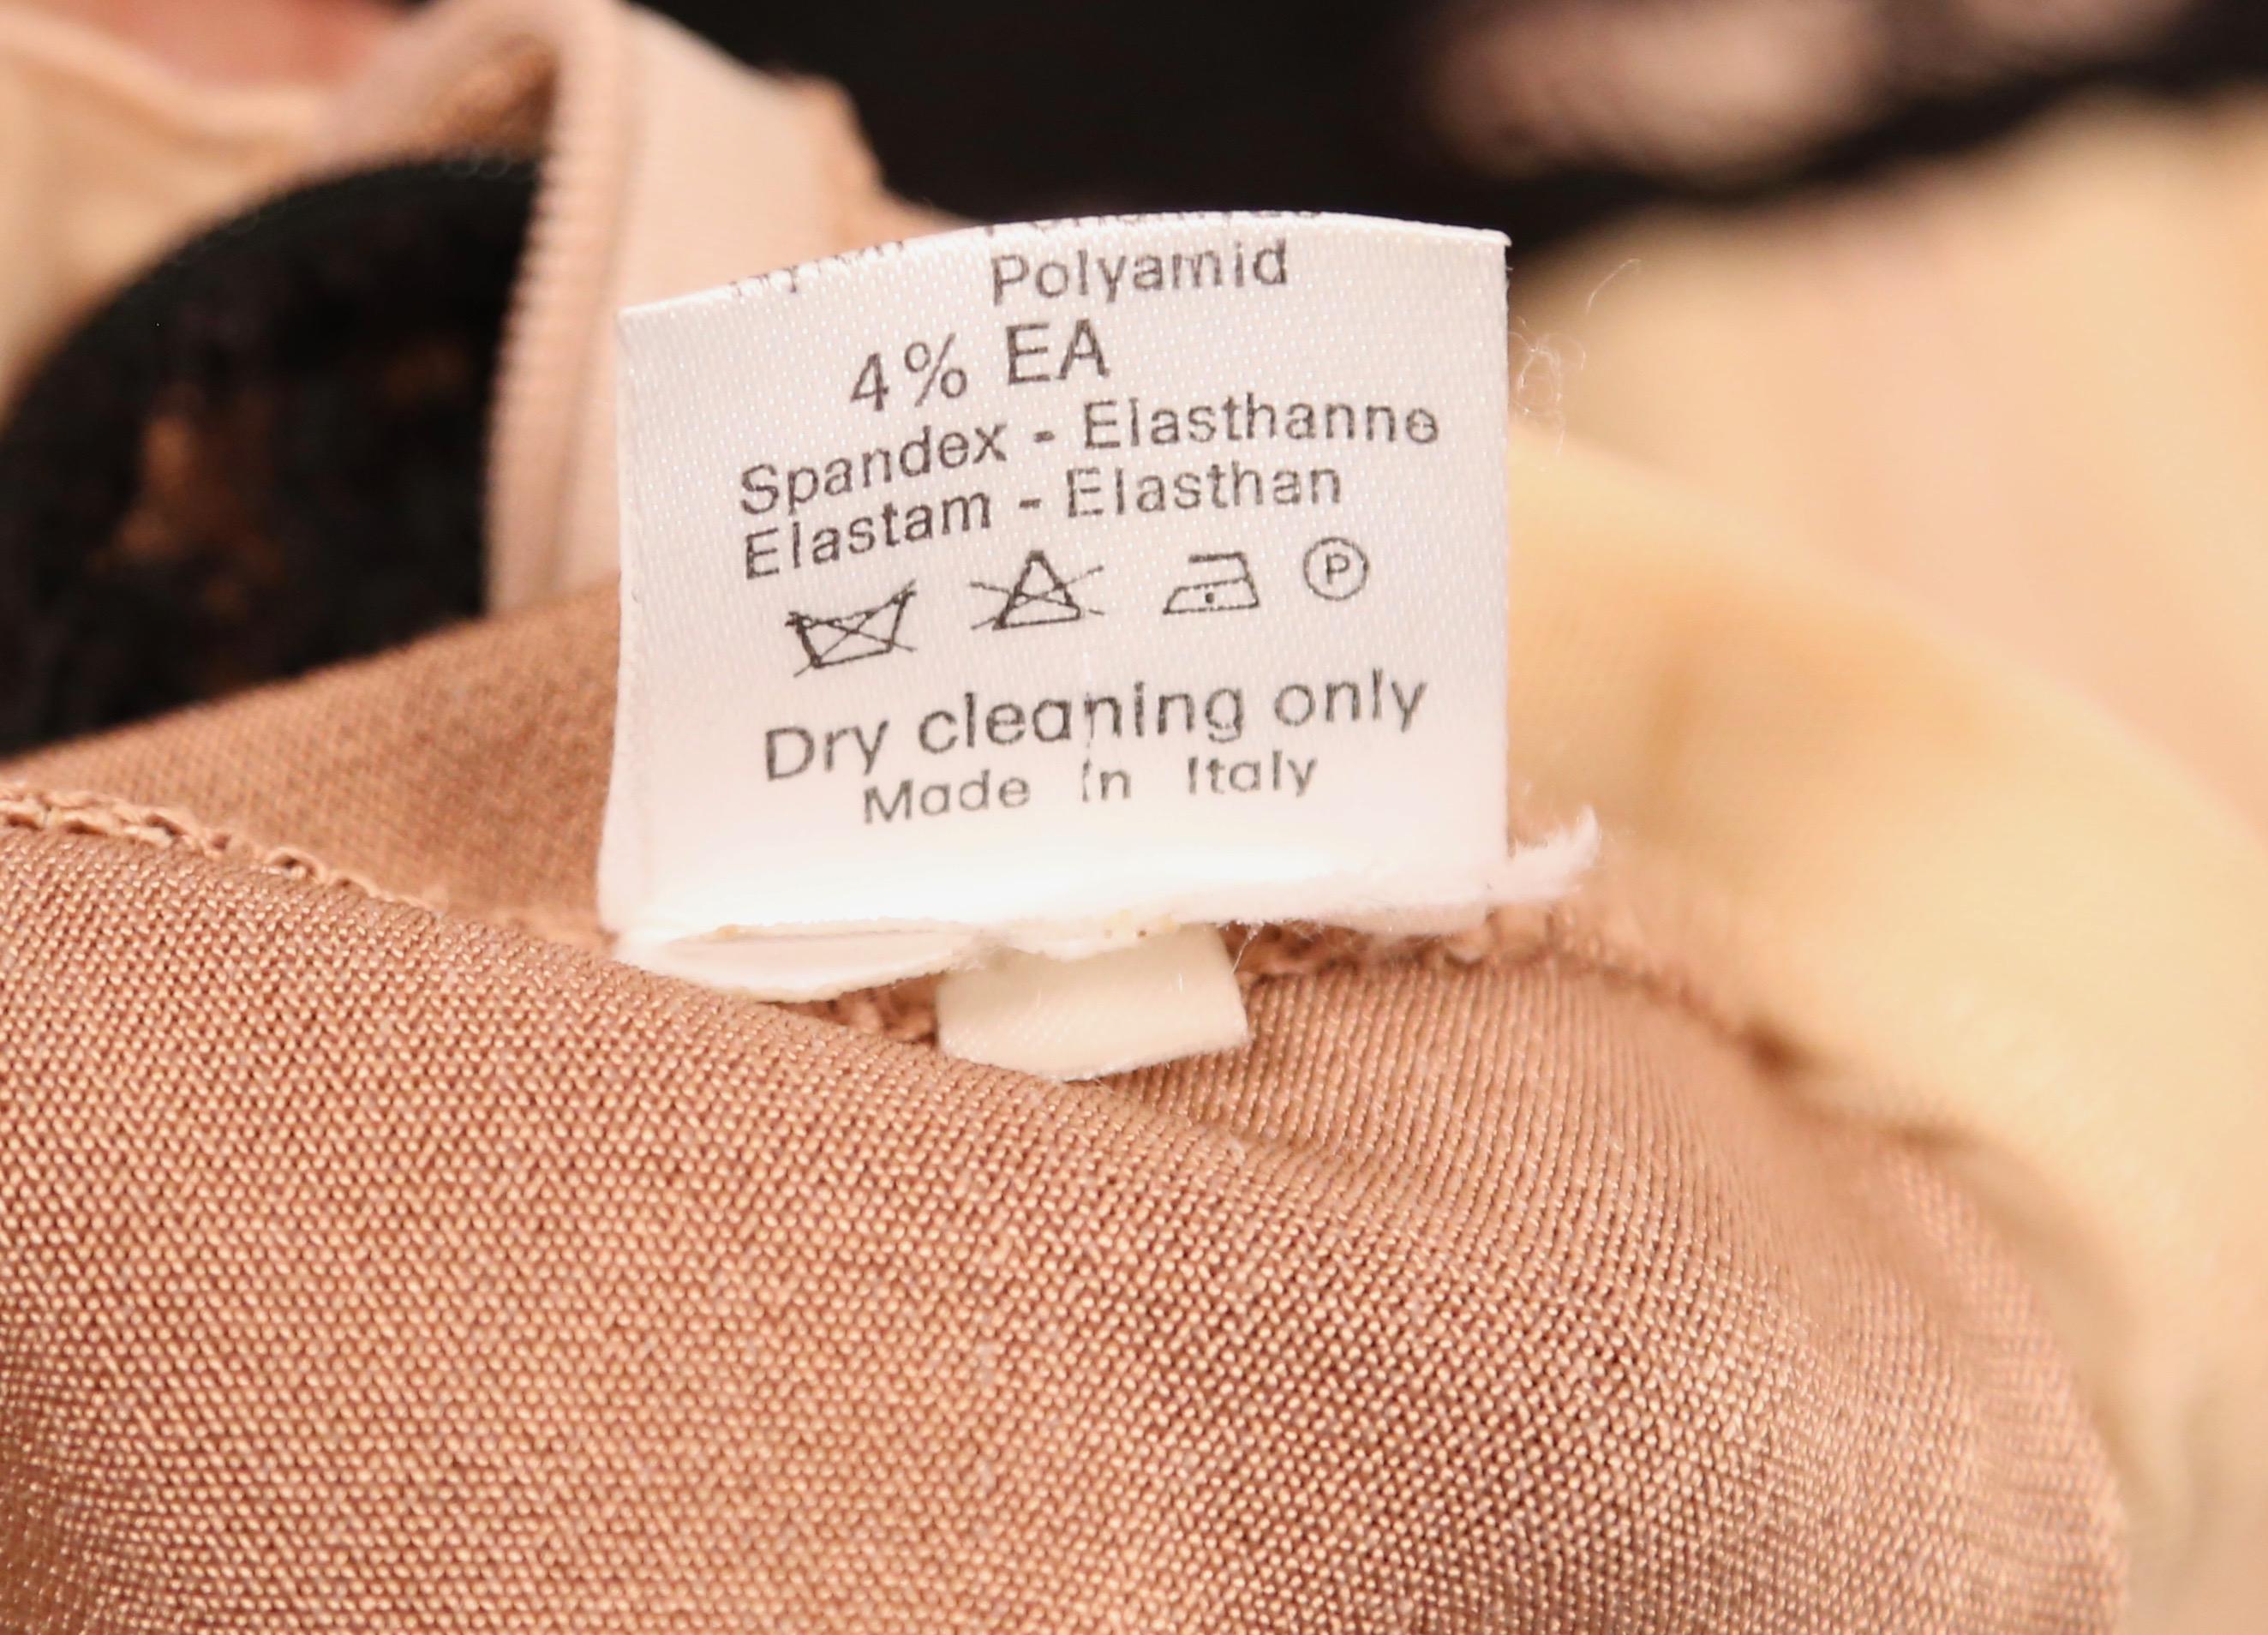 Polyamid
4% EA
Spandex - Elasthanne
Elastam - Elasthan
P
Dry cleaning only
Made in Italy